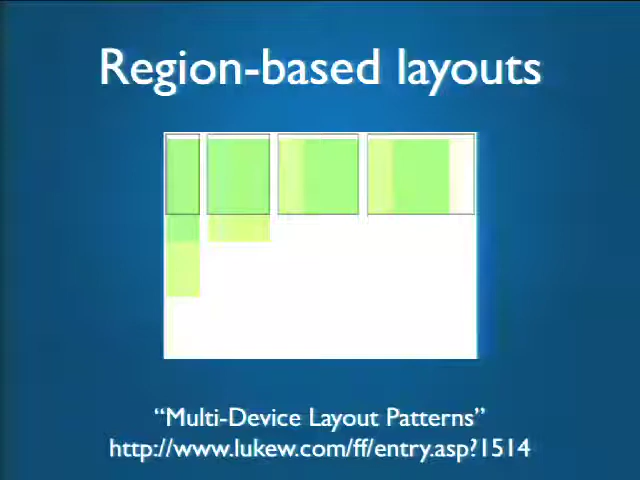 Region-based layouts
“Multi-Device Layout Patterns”
http://www.lukew.com/ff/entry.asp?1514